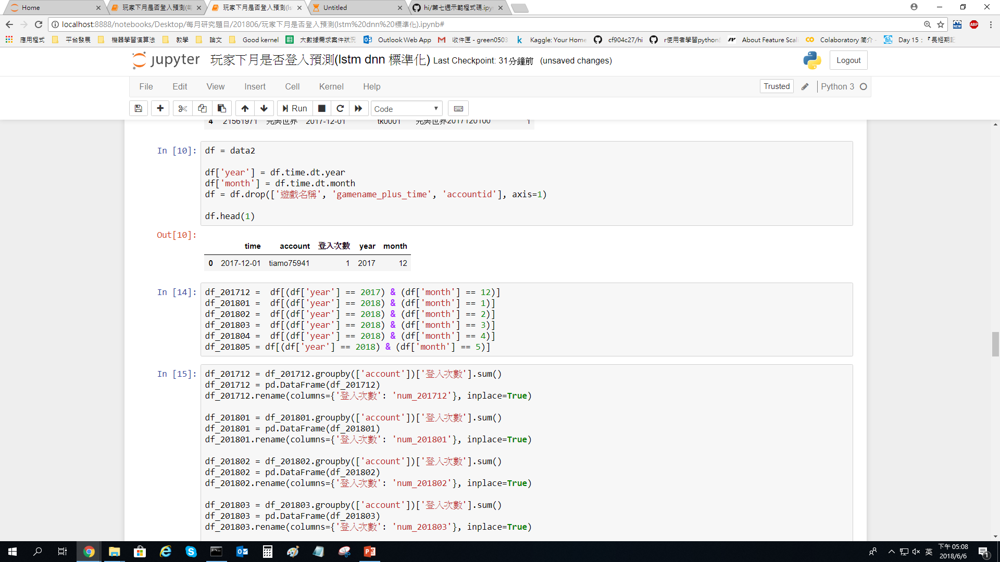 Home
玩家下月是否登入預測(每
玩家下月是否登入預測(ls
Untitled
hi/第七週示範程式碼.ipy
localhost:8888/notebooks/Desktop/每月研究題目/201806/玩家下月是否登入預測(lstm%20dnn%20標準化).ipynb#
應用程式 平台發展 機器學習演算法 教學 論文 Good kernel 大數據需求案件狀況 Outlook Web App 收件匣 - green0503 Kaggle: Your Home cf904c27/hi r使用者學習python About Feature Scali Colaboratory 簡介 - Day 15：『長短期記
jupyter 玩家下月是否登入預測(lstm dnn 標準化) Last Checkpoint: 31分鐘前 (unsaved changes)
Logout
File Edit View Insert Cell Kernel Help
Trusted
Python 3
Run
Code
4 21561971 完美世界 2017-12-01 tk0001 完美世界2017120100 1
In [10]:
df = data2
df['year'] = df.time.dt.year
df['month'] = df.time.dt.month
df = df.drop(['遊戲名稱', 'gamename_plus_time', 'accountid'], axis=1)
df.head(1)
Out[10]:
time account 登入次數 year month
0 2017-12-01 tiamo75941 1 2017 12
In [14]:
df_201712 =  df[(df['year'] == 2017) & (df['month'] == 12)]
df_201801 =  df[(df['year'] == 2018) & (df['month'] == 1)]
df_201802 =  df[(df['year'] == 2018) & (df['month'] == 2)]
df_201803 =  df[(df['year'] == 2018) & (df['month'] == 3)]
df_201804 =  df[(df['year'] == 2018) & (df['month'] == 4)]
df_201805 = df[(df['year'] == 2018) & (df['month'] == 5)]
In [15]:
df_201712 = df_201712.groupby(['account'])['登入次數'].sum()
df_201712 = pd.DataFrame(df_201712)
df_201712.rename(columns={'登入次數': 'num_201712'}, inplace=True)
df_201801 = df_201801.groupby(['account'])['登入次數'].sum()
df_201801 = pd.DataFrame(df_201801)
df_201801.rename(columns={'登入次數': 'num_201801'}, inplace=True)
df_201802 = df_201802.groupby(['account'])['登入次數'].sum()
df_201802 = pd.DataFrame(df_201802)
df_201802.rename(columns={'登入次數': 'num_201802'}, inplace=True)
df_201803 = df_201803.groupby(['account'])['登入次數'].sum()
df_201803 = pd.DataFrame(df_201803)
df_201803.rename(columns={'登入次數': 'num_201803'}, inplace=True)
英
下午 05:08
2018/6/6
1